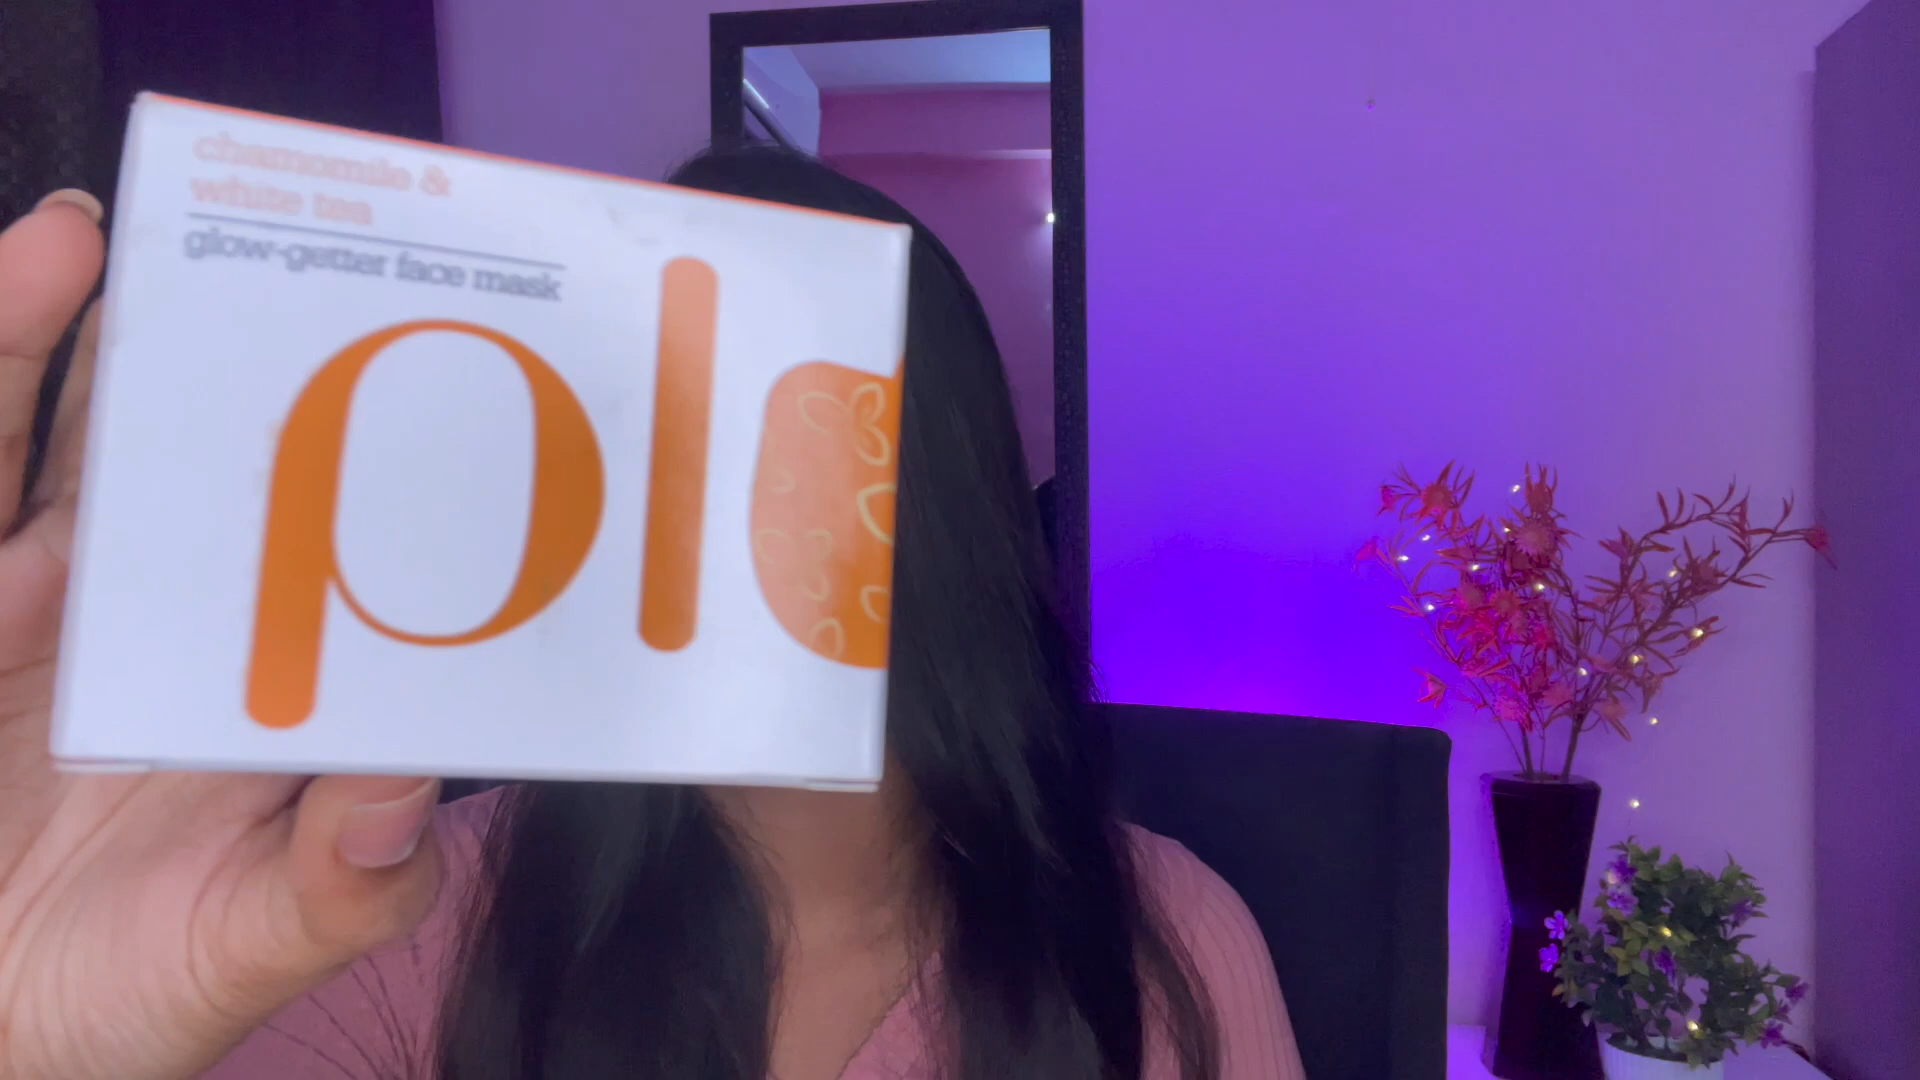 chamomile &
white tea
glow-getter face mask
pl